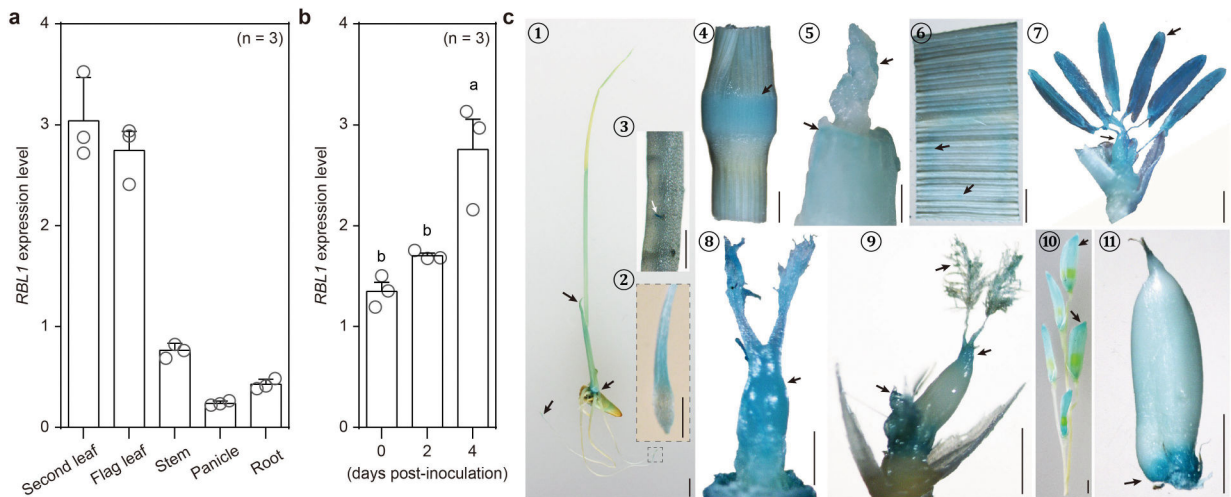 a
RBL1 expression level
4
3
2
1
0
(n = 3)
Second leaf
Flag leaf
Stem
Panicle
Root
b
RBL1 expression level
4
3
2
1
0
(n = 3)
b
b
a
0
2
4
(days post-inoculation)
c
①
②
③
④
⑤
⑥
⑦
⑧
⑨
⑩
⑪